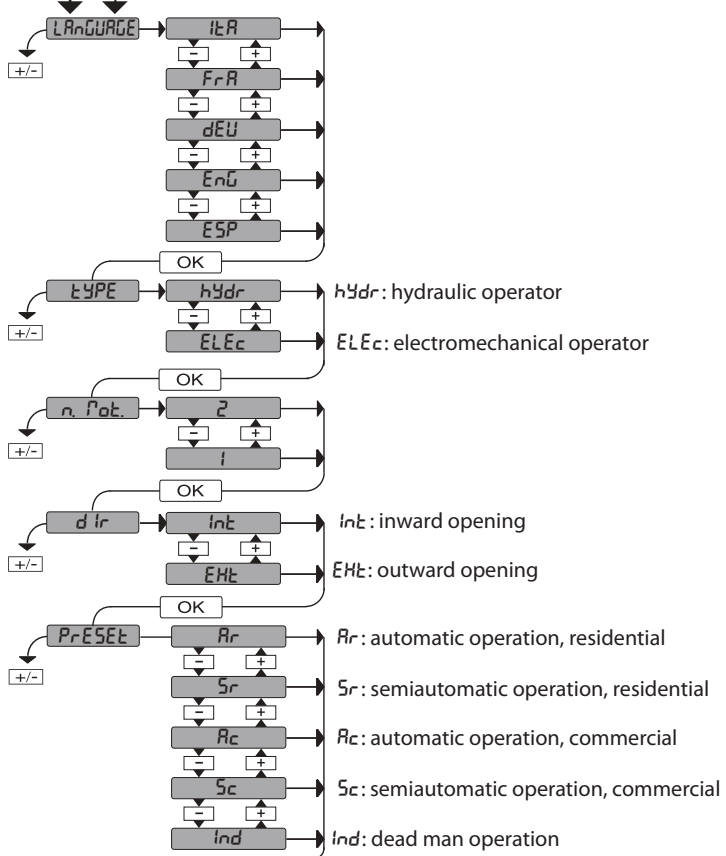 LAnGUAGE ItA
- +
+/- FrA
- +
dEU
- +
EnG
- +
ESP
OK
tYPE hYdr hYdr: hydraulic operator
- +
+/- ELEc ELEc: electromechanical operator
OK
n. Mot. 2
- +
+/- 1
OK
dIr Int Int: inward opening
- +
+/- EHt EHt: outward opening
OK
PrESEt Ar Ar: automatic operation, residential
- +
+/- Sr Sr: semiautomatic operation, residential
- +
Ac Ac: automatic operation, commercial
- +
Sc Sc: semiautomatic operation, commercial
- +
Ind Ind: dead man operation